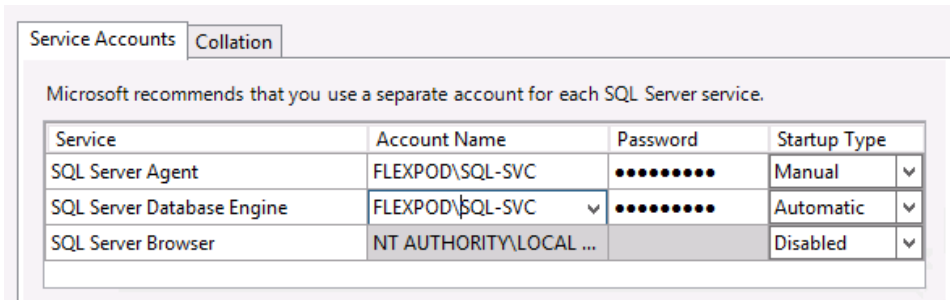 Service Accounts Collation
Microsoft recommends that you use a separate account for each SQL Server service.
Service Account Name Password Startup Type
SQL Server Agent FLEXPOD\SQL-SVC ●●●●●●●●● Manual
SQL Server Database Engine FLEXPOD\SQL-SVC ●●●●●●●●● Automatic
SQL Server Browser NT AUTHORITY\LOCAL ... Disabled